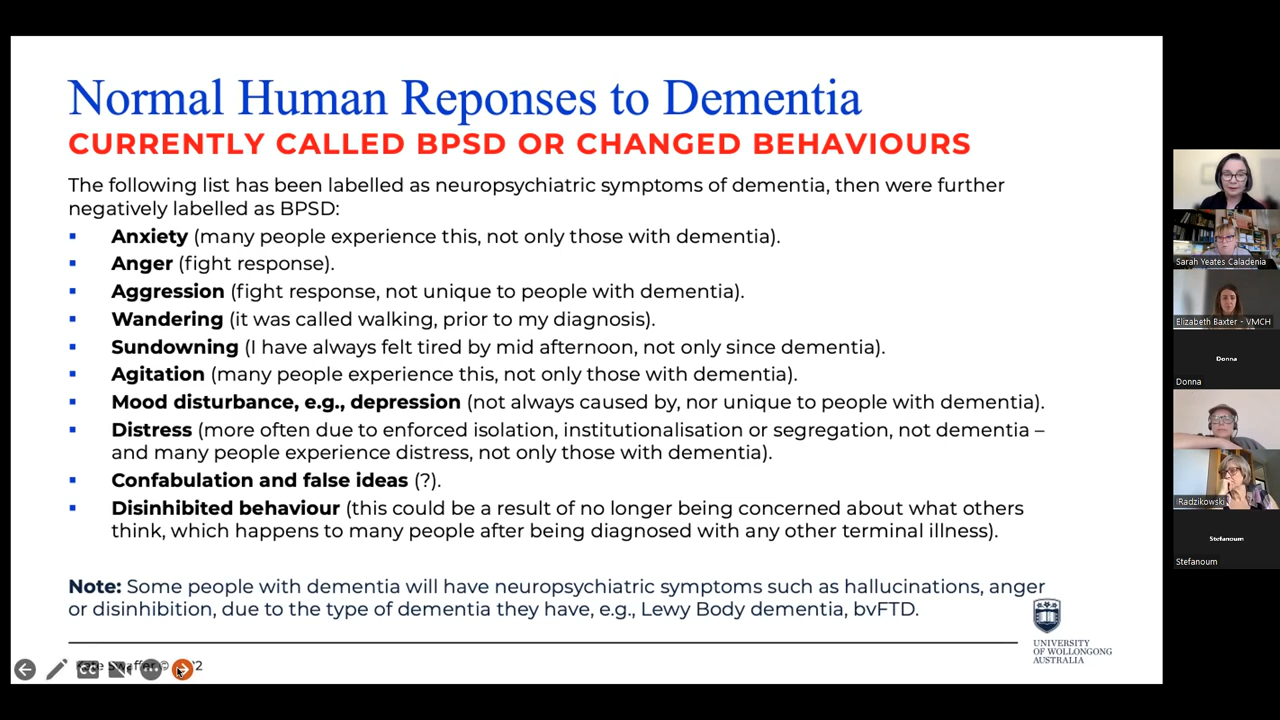 Normal Human Reponses to Dementia
CURRENTLY CALLED BPSD OR CHANGED BEHAVIOURS
The following list has been labelled as neuropsychiatric symptoms of dementia, then were further
negatively labelled as BPSD:
▪ Anxiety (many people experience this, not only those with dementia).
▪ Anger (fight response).
▪ Aggression (fight response, not unique to people with dementia).
▪ Wandering (it was called walking, prior to my diagnosis).
▪ Sundowning (I have always felt tired by mid afternoon, not only since dementia).
▪ Agitation (many people experience this, not only those with dementia).
▪ Mood disturbance, e.g., depression (not always caused by, nor unique to people with dementia).
▪ Distress (more often due to enforced isolation, institutionalisation or segregation, not dementia –
and many people experience distress, not only those with dementia).
▪ Confabulation and false ideas (?).
▪ Disinhibited behaviour (this could be a result of no longer being concerned about what others
think, which happens to many people after being diagnosed with any other terminal illness).
Note: Some people with dementia will have neuropsychiatric symptoms such as hallucinations, anger
or disinhibition, due to the type of dementia they have, e.g., Lewy Body dementia, bvFTD.
UNIVERSITY
OF WOLLONGONG
AUSTRALIA
CC
Sarah Yeates Caladenia
Elizabeth Baxter - VMCH
Donna
Donna
Radzikowski
Stefanoum
Stefanoum